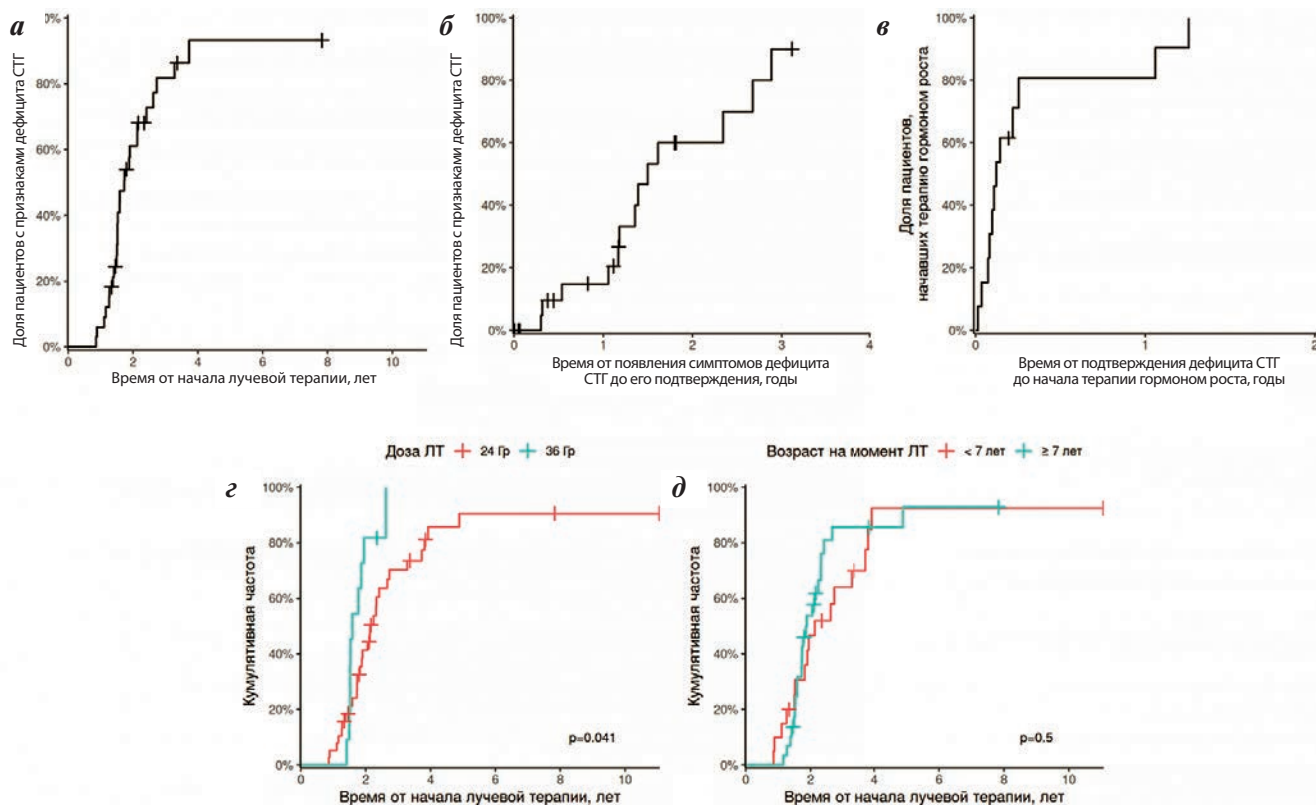 а
Доля пациентов с признаками дефицита СТГ
100%
80%
60%
40%
20%
0%
0 2 4 6 8 10
Время от начала лучевой терапии, лет
б
Доля пациентов с признаками дефицита СТГ
100%
80%
60%
40%
20%
0%
0 1 2 3 4
Время от появления симптомов дефицита
СТГ до его подтверждения, годы
в
Доля пациентов,
начавших терапию гормоном роста
100%
80%
60%
40%
20%
0%
0 1 2
Время от подтверждения дефицита СТГ
до начала терапии гормоном роста, годы
г
Доза ЛТ 24 Гр 36 Гр
Кумулятивная частота
100%
80%
60%
40%
20%
0%
p=0.041
0 2 4 6 8 10
Время от начала лучевой терапии, лет
д
Возраст на момент ЛТ < 7 лет ≥ 7 лет
Кумулятивная частота
100%
80%
60%
40%
20%
0%
p=0.5
0 2 4 6 8 10
Время от начала лучевой терапии, лет